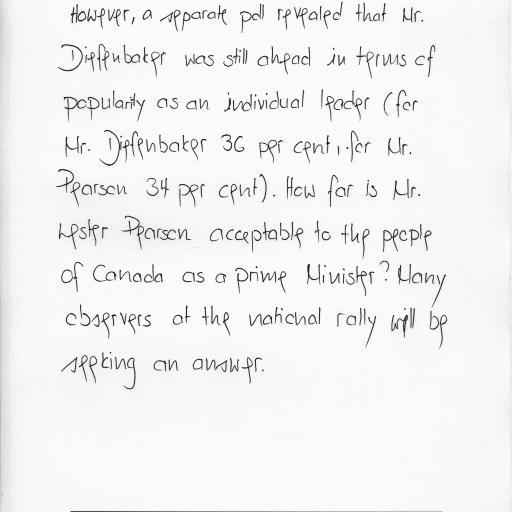 However, a separate poll revealed that Mr.
Dieffenbaker was still ahead in terms of
popularity as an individual leader (for
Mr. Dieffenbaker 36 per cent, for Mr.
Pearson 34 per cent). How far is Mr.
Lester Pearson acceptable to the people
of Canada as a prime Minister? Many
observers at the national rally will be
seeking an answer.